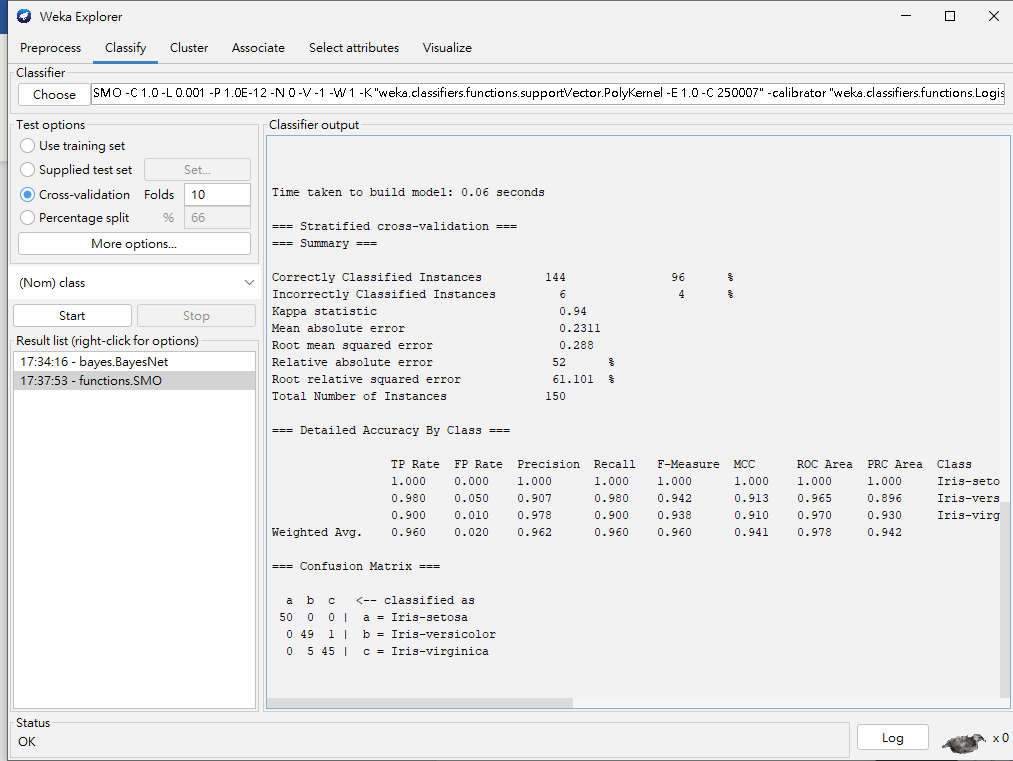 Weka Explorer
Preprocess Classify Cluster Associate Select attributes Visualize
Classifier
Choose SMO -C 1.0 -L 0.001 -P 1.0E-12 -N 0 -V -1 -W 1 -K "weka.classifiers.functions.supportVector.PolyKernel -E 1.0 -C 250007" -calibrator "weka.classifiers.functions.Logis
Test options
Use training set
Supplied test set Set...
Cross-validation Folds 10
Percentage split % 66
More options...
(Nom) class
Start Stop
Result list (right-click for options)
17:34:16 - bayes.BayesNet
17:37:53 - functions.SMO
Classifier output
Time taken to build model: 0.06 seconds
=== Stratified cross-validation ===
=== Summary ===
Correctly Classified Instances 144 96 %
Incorrectly Classified Instances 6 4 %
Kappa statistic 0.94
Mean absolute error 0.2311
Root mean squared error 0.288
Relative absolute error 52 %
Root relative squared error 61.101 %
Total Number of Instances 150
=== Detailed Accuracy By Class ===
TP Rate FP Rate Precision Recall F-Measure MCC ROC Area PRC Area Class
1.000 0.000 1.000 1.000 1.000 1.000 1.000 1.000 Iris-seto
0.980 0.050 0.907 0.980 0.942 0.913 0.965 0.896 Iris-vers
0.900 0.010 0.978 0.900 0.938 0.910 0.970 0.930 Iris-virg
Weighted Avg. 0.960 0.020 0.962 0.960 0.960 0.941 0.978 0.942
=== Confusion Matrix ===
a b c <-- classified as
50 0 0 | a = Iris-setosa
0 49 1 | b = Iris-versicolor
0 5 45 | c = Iris-virginica
Status
OK
Log x 0